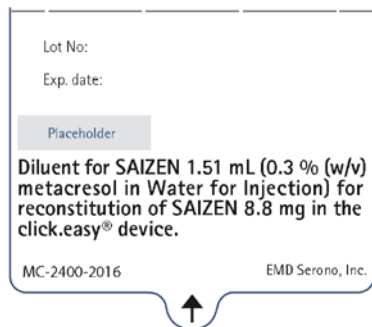 Lot No:
Exp. date:
Placeholder
Diluent for SAIZEN 1.51 mL (0.3 % (w/v)
metacresol in Water for Injection) for
reconstitution of SAIZEN 8.8 mg in the
click.easy® device.
MC-2400-2016 EMD Serono, Inc.